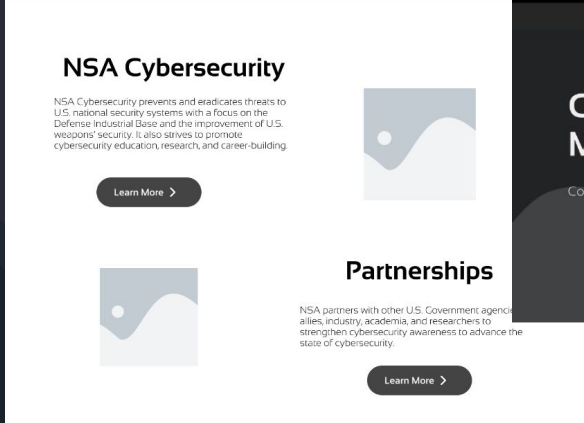 NSA Cybersecurity
NSA Cybersecurity prevents and eradicates threats to
U.S. national security systems with a focus on the
Defense Industrial Base and the improvement of U.S.
weapons' security. It also strives to promote
cybersecurity education, research, and career-building.
Learn More
Partnerships
NSA partners with other U.S. Government
allies, industry, academia, and researchers to
strengthen cybersecurity awareness to advance the
state of cybersecurity.
Learn More